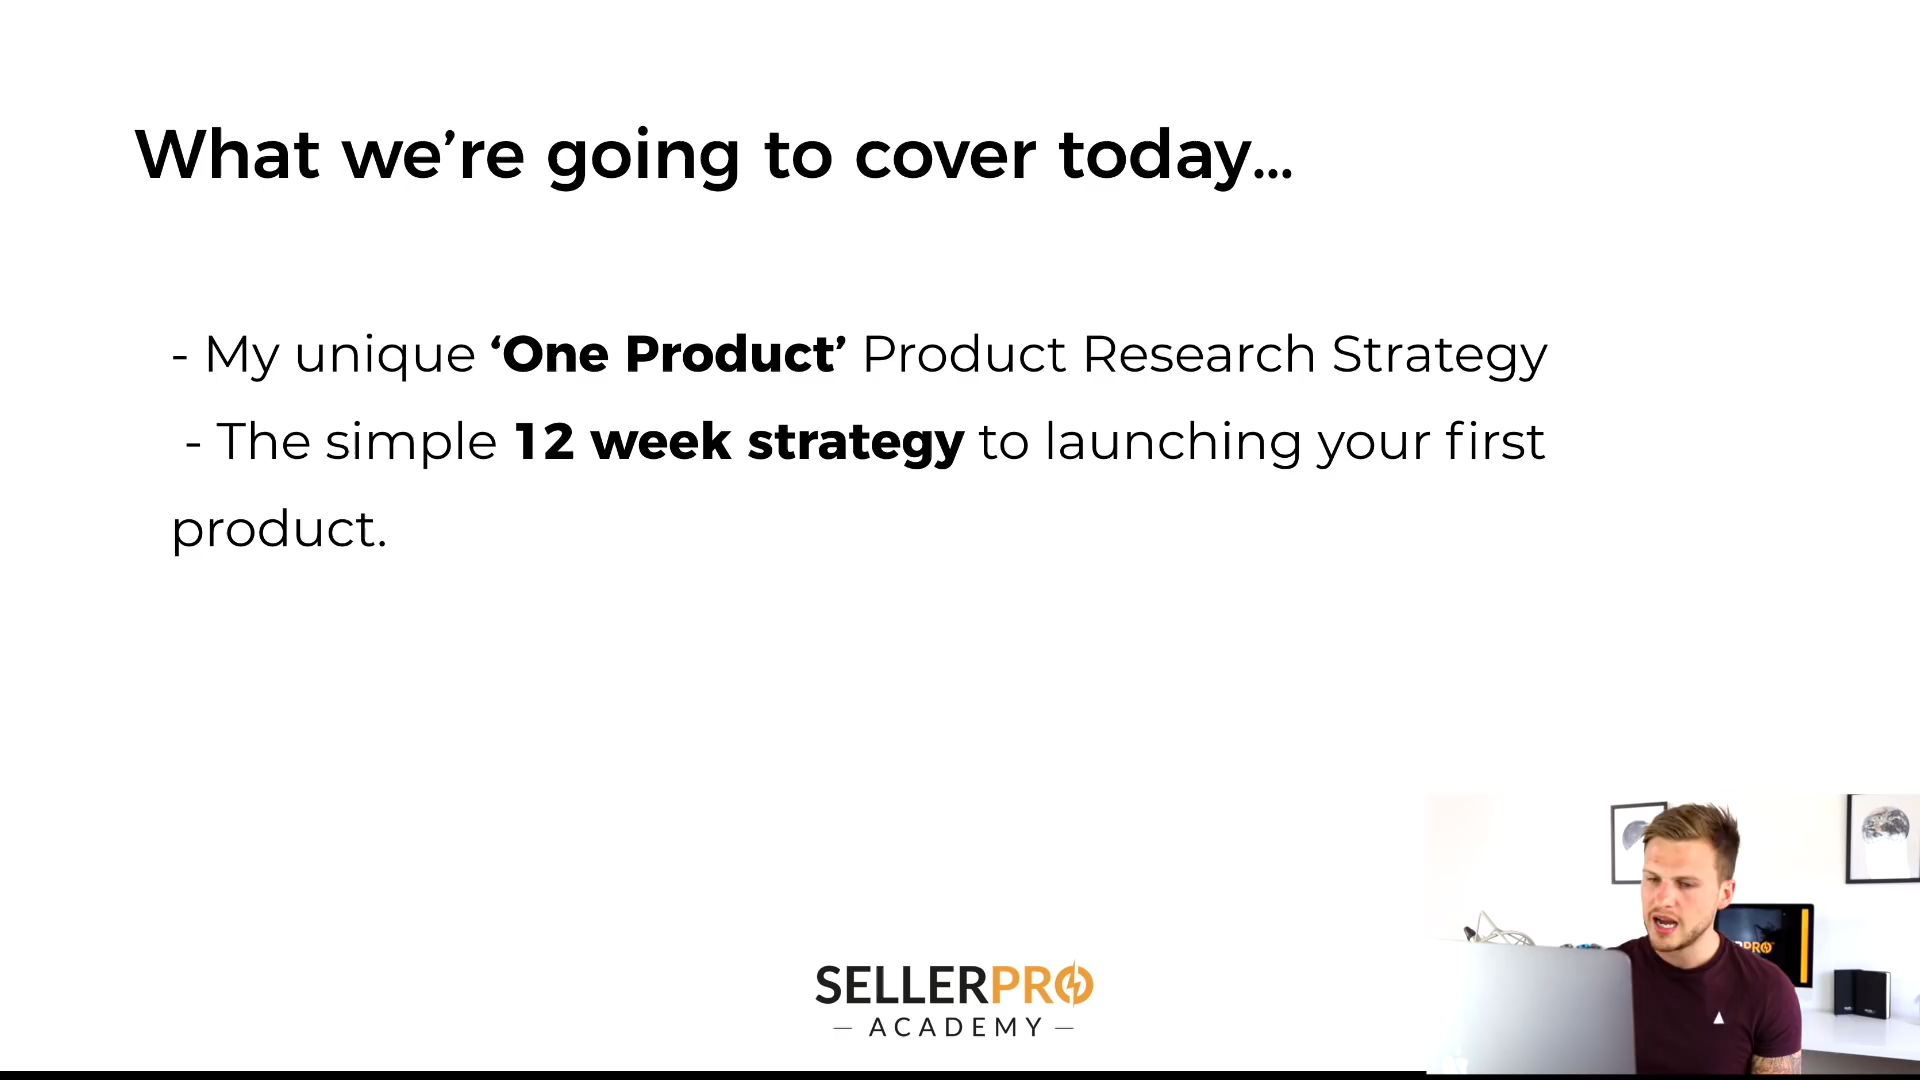 What we’re going to cover today...
- My unique ‘One Product’ Product Research Strategy
- The simple 12 week strategy to launching your first
product.
SELLERPRO
— ACADEMY —
PRO